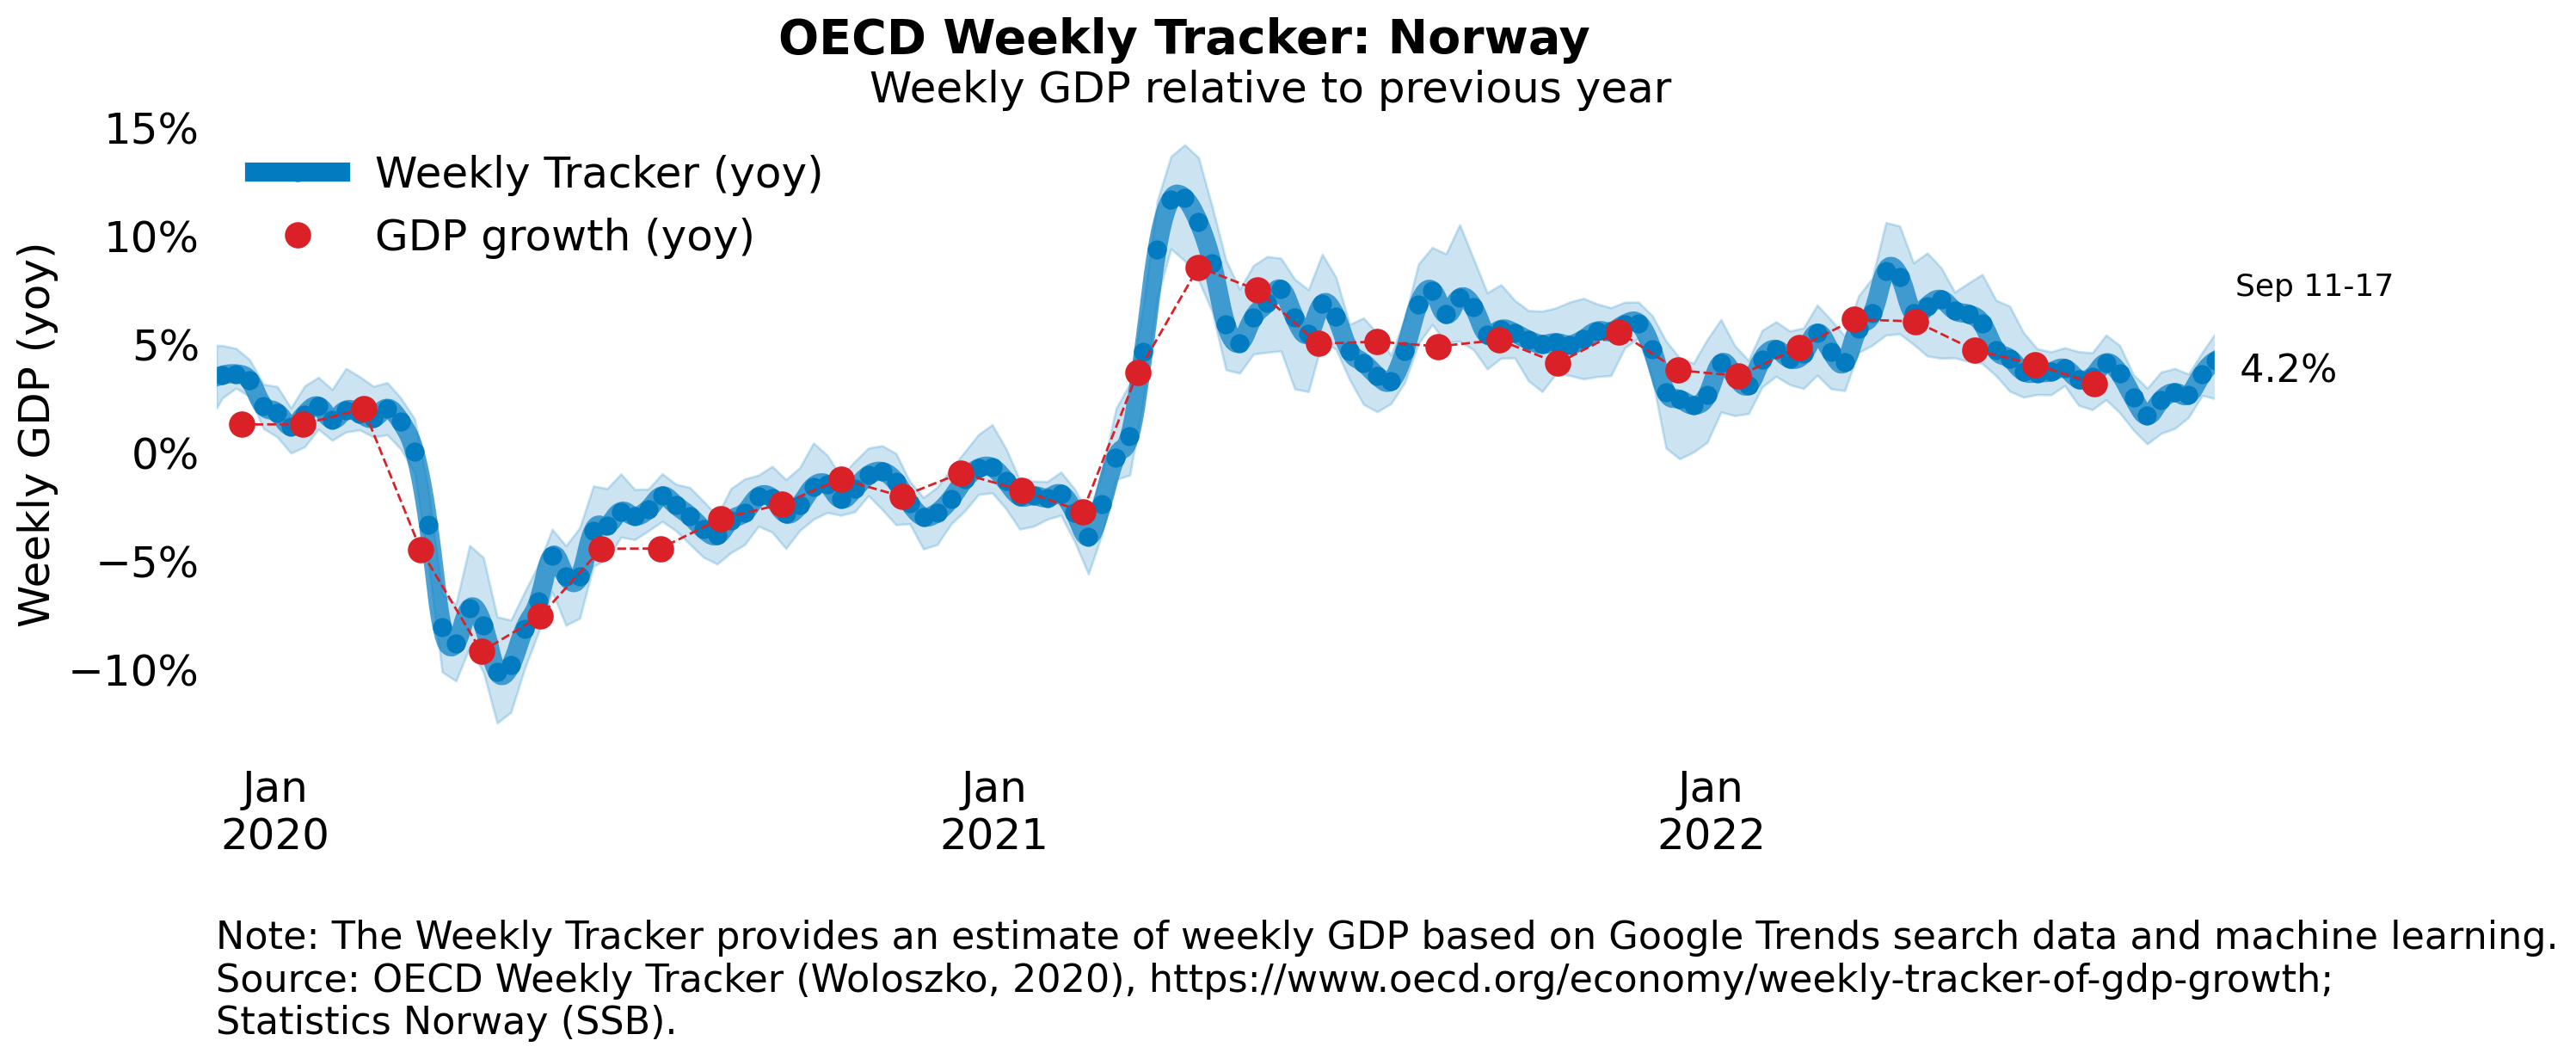 OECD Weekly Tracker: Norway
Weekly GDP relative to previous year
Weekly GDP (yoy)
15%
10%
5%
0%
−5%
−10%
Weekly Tracker (yoy)
GDP growth (yoy)
Sep 11-17
4.2%
Jan
2020
Jan
2021
Jan
2022
Note: The Weekly Tracker provides an estimate of weekly GDP based on Google Trends search data and machine learning.
Source: OECD Weekly Tracker (Woloszko, 2020), https://www.oecd.org/economy/weekly-tracker-of-gdp-growth;
Statistics Norway (SSB).